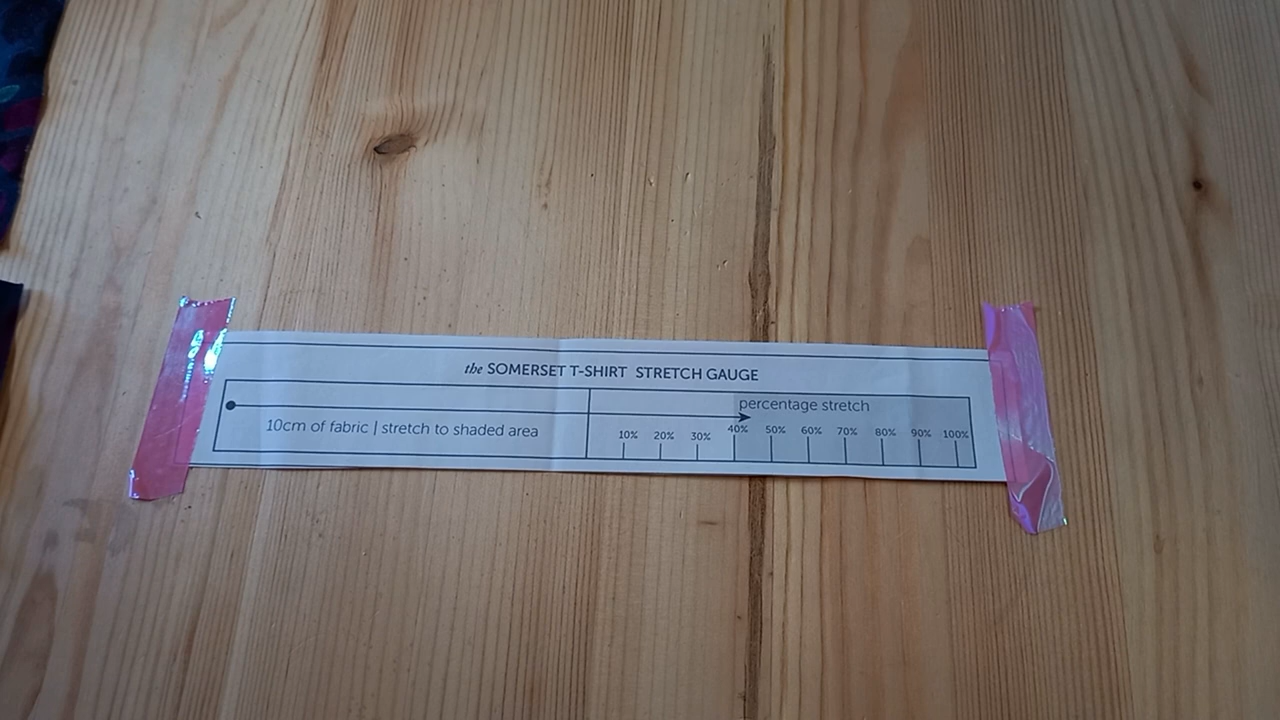 the SOMERSET T-SHIRT STRETCH GAUGE
percentage stretch
10cm of fabric | stretch to shaded area
10% 20% 30% 40% 50% 60% 70% 80% 90% 100%